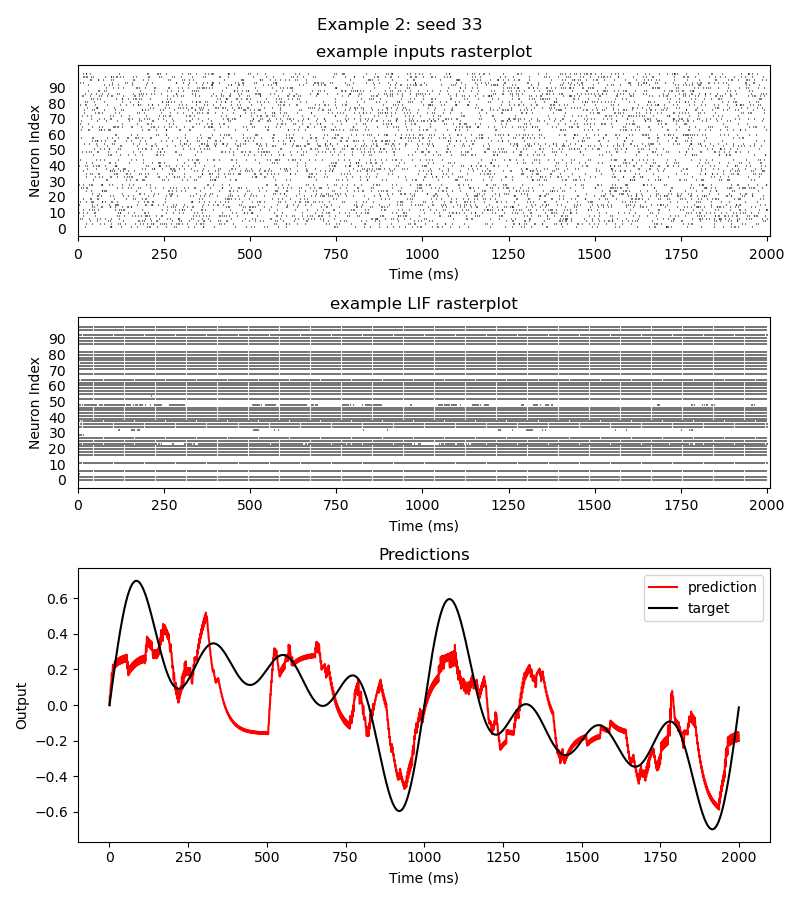 Example 2: seed 33
example inputs rasterplot
Neuron Index
90
80
70
60
50
40
30
20
10
0
0 250 500 750 1000 1250 1500 1750 2000
Time (ms)
example LIF rasterplot
Neuron Index
90
80
70
60
50
40
30
20
10
0
0 250 500 750 1000 1250 1500 1750 2000
Time (ms)
Predictions
Output
0.6
0.4
0.2
0.0
−0.2
−0.4
−0.6
prediction
target
0 250 500 750 1000 1250 1500 1750 2000
Time (ms)